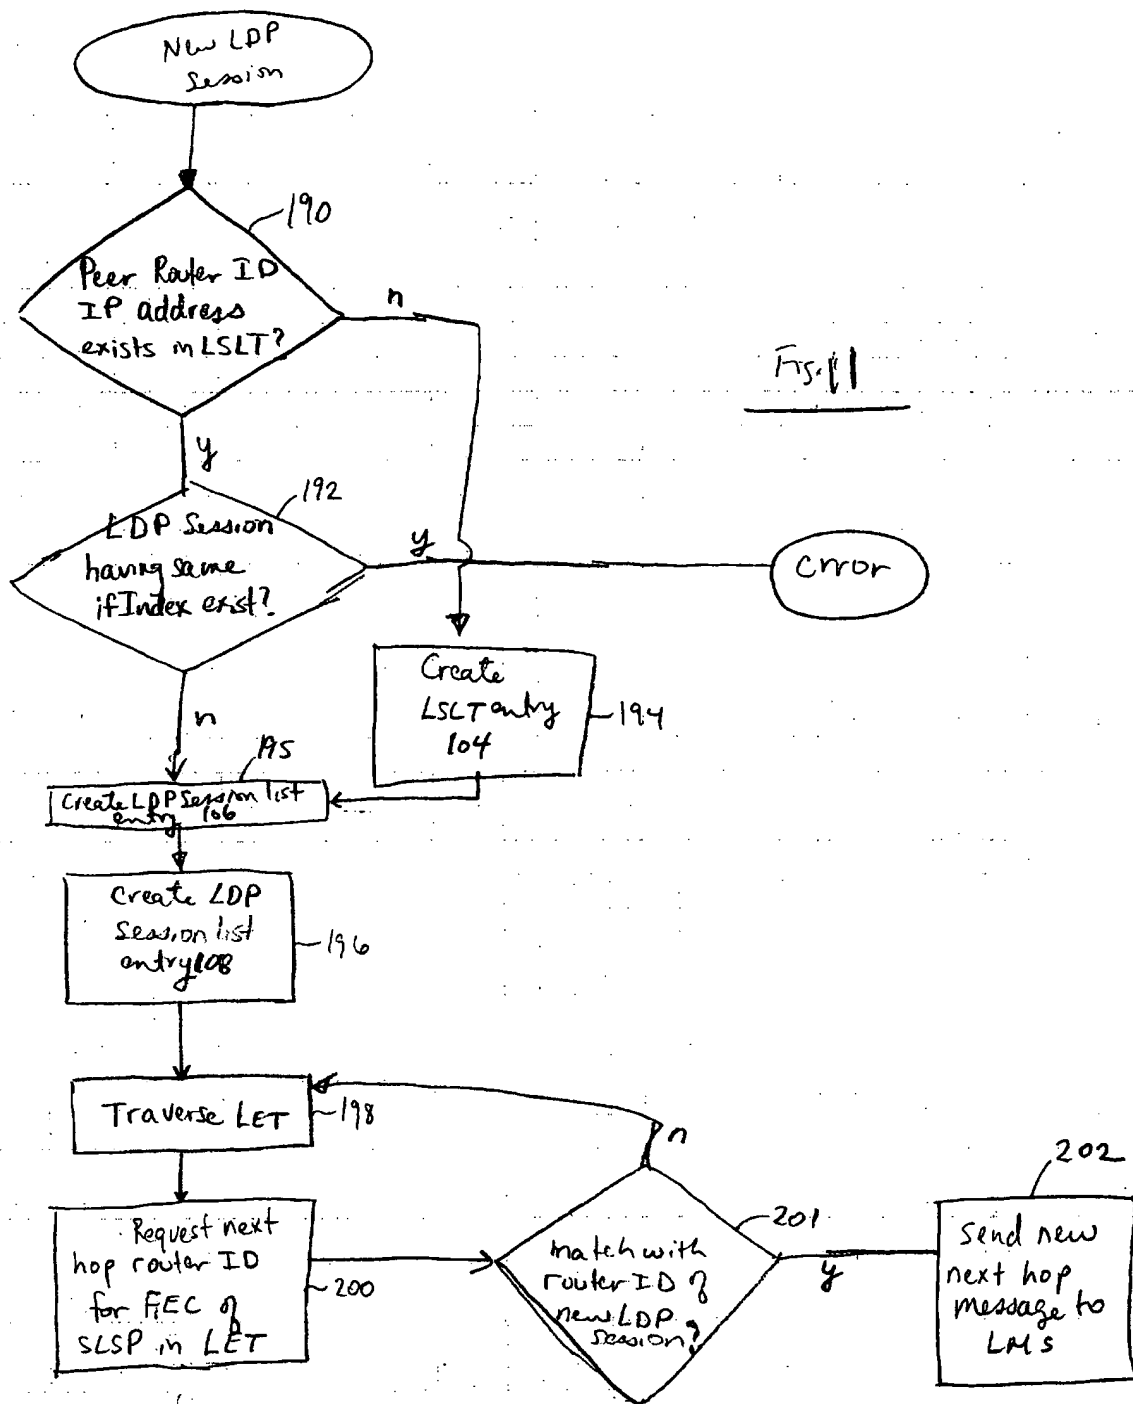 New LDP
Session
190
Peer Router ID
IP address
exists in LSLT?
n
Fig. 11
y
192
LDP Session
having same
ifIndex exist?
y
error
Create
LSLT entry
104
194
n
195
Create LDP Session list
entry 106
Create LDP
Session list
entry 108
196
Traverse LET
198
n
202
Request next
hop router ID
for FEC of
SLSP in LET
200
201
match with
router ID of
new LDP
session?
y
Send new
next hop
message to
LMS